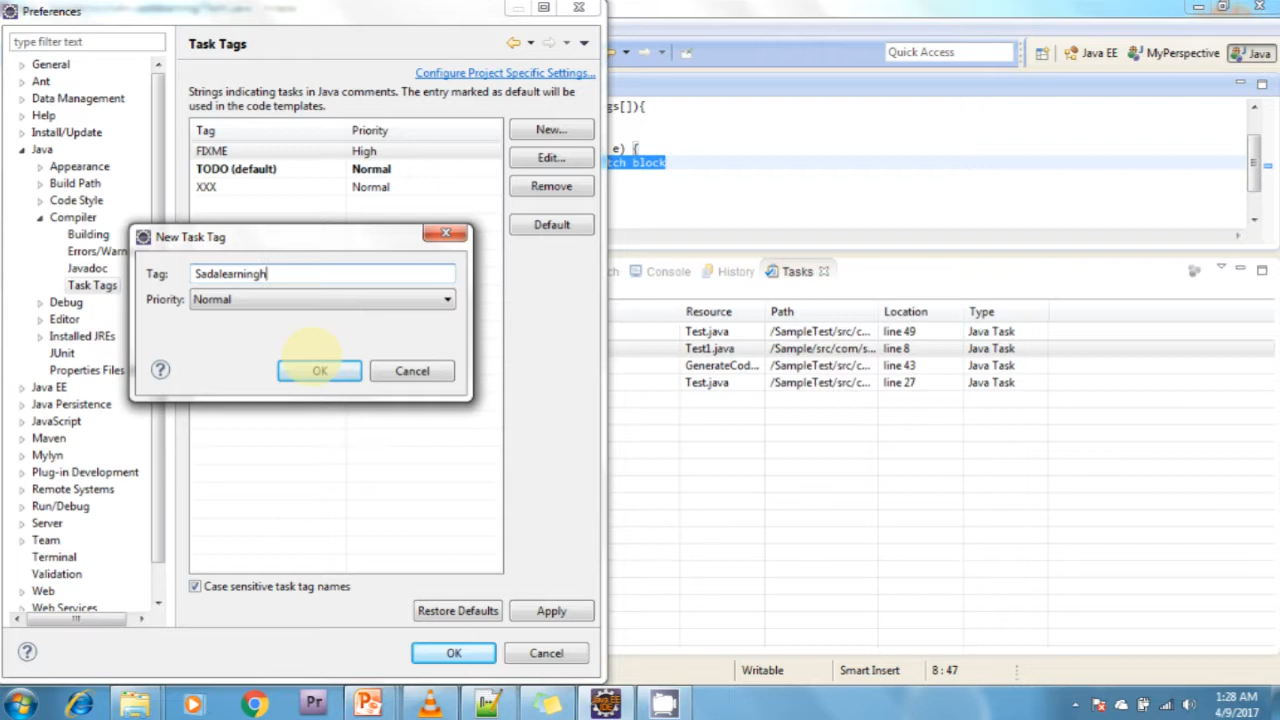 Preferences
type filter text
General
Ant
Data Management
Help
Install/Update
Java
Appearance
Build Path
Code Style
Compiler
Building
Errors/Warn
Javadoc
Task Tags
Debug
Editor
Installed JREs
JUnit
Properties Files
Java EE
Java Persistence
JavaScript
Maven
Mylyn
Plug-in Development
Remote Systems
Run/Debug
Server
Team
Terminal
Validation
Web
Web Services
Task Tags
Configure Project Specific Settings...
Strings indicating tasks in Java comments. The entry marked as default will be
used in the code templates.
Tag Priority
FIXME High
TODO (default) Normal
XXX Normal
New...
Edit...
Remove
Default
New Task Tag
Tag: Sadalearningh
Priority: Normal
OK Cancel
Case sensitive task tag names
Restore Defaults Apply
OK Cancel
Quick Access Java EE MyPerspective Java
gs[]){
e) {
tch block
ch Console History Tasks
Resource Path Location Type
Test.java /SampleTest/src/c... line 49 Java Task
Test1.java /Sample/src/com/s... line 8 Java Task
GenerateCod... /SampleTest/src/c... line 43 Java Task
Test.java /SampleTest/src/c... line 27 Java Task
Writable Smart Insert 8 : 47
Pr
1:28 AM
4/9/2017